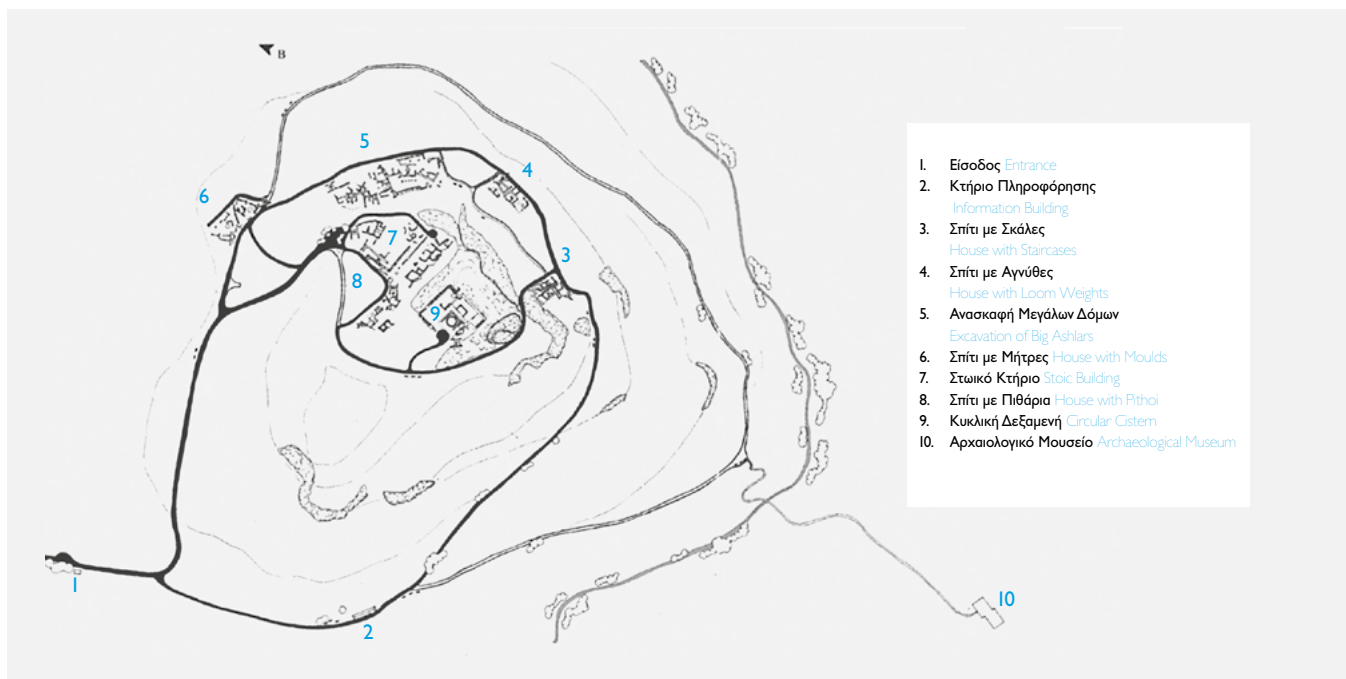 B
5
4
6
7
3
8
9
1
10
2
1. Είσοδος Entrance
2. Κτήριο Πληροφόρησης
Information Building
3. Σπίτι με Σκάλες
House with Staircases
4. Σπίτι με Αγνύθες
House with Loom Weights
5. Ανασκαφή Μεγάλων Δόμων
Excavation of Big Ashlars
6. Σπίτι με Μήτρες House with Moulds
7. Στωικό Κτήριο Stoic Building
8. Σπίτι με Πιθάρια House with Pithoi
9. Κυκλική Δεξαμενή Circular Cistern
10. Αρχαιολογικό Μουσείο Archaeological Museum